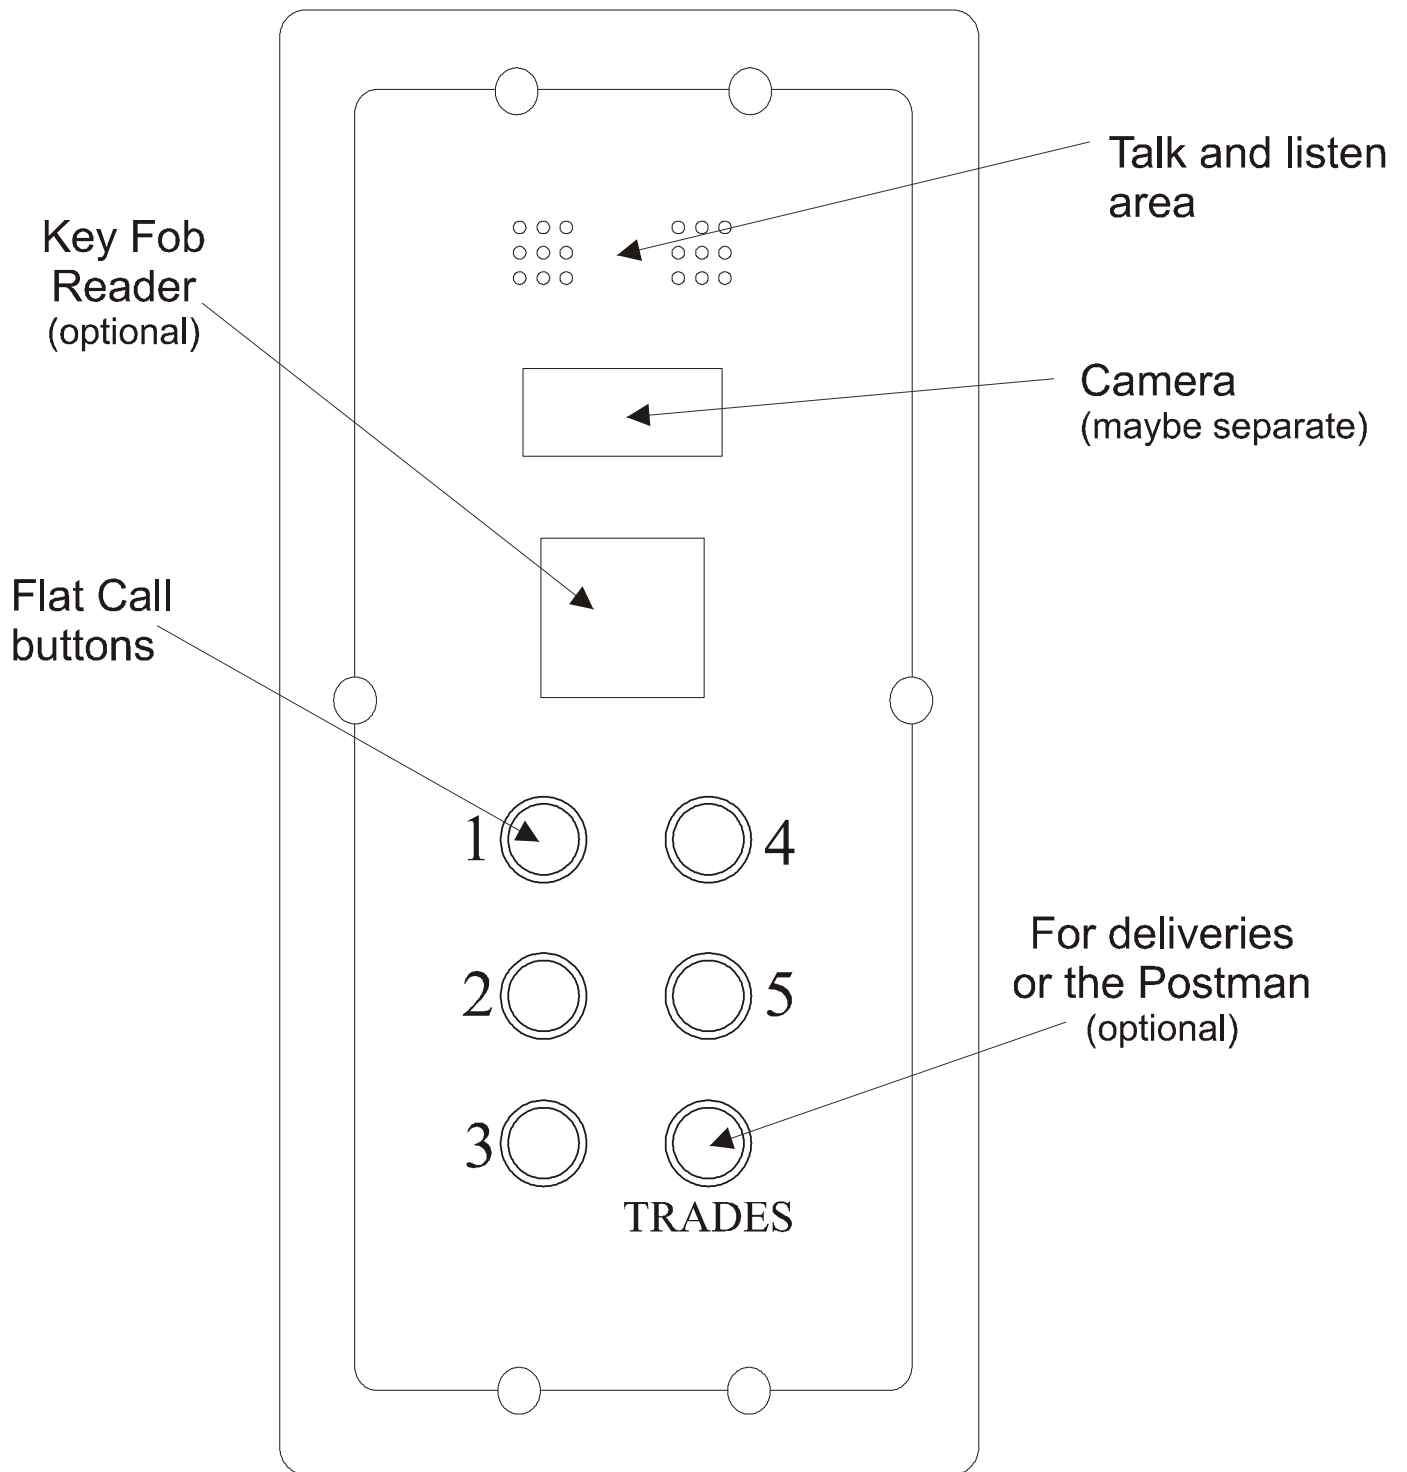 Talk and listen
area
Key Fob
Reader
(optional)
Camera
(maybe separate)
Flat Call
buttons
1
4
2
5
For deliveries
or the Postman
(optional)
3
TRADES